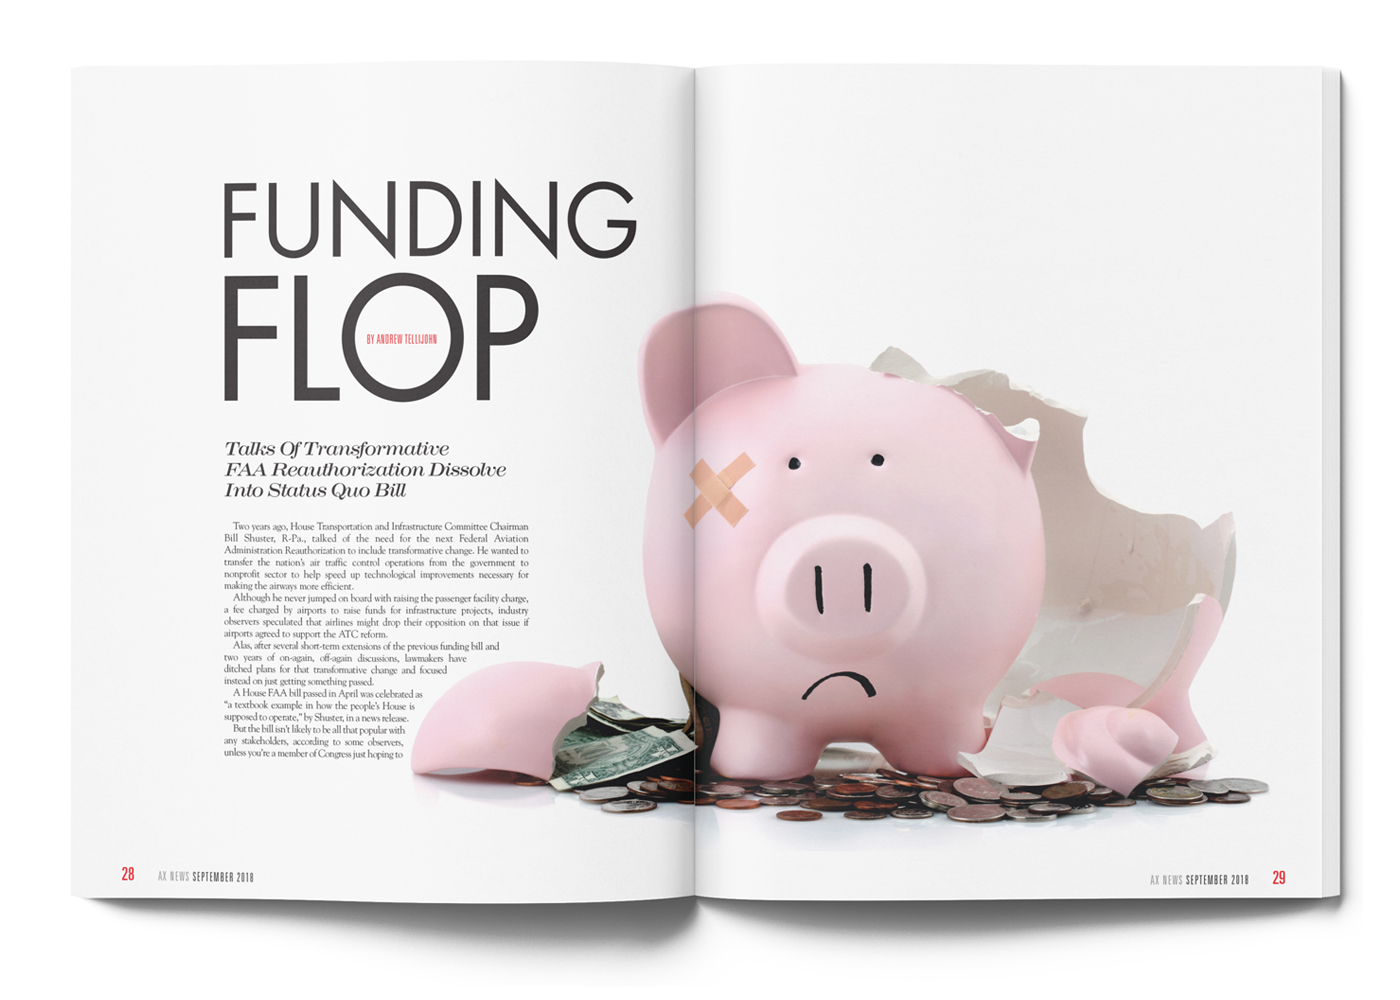 FUNDING
FLOP
BY ANDREW TELLIJOHN
Talks Of Transformative
FAA Reauthorization Dissolve
Into Status Quo Bill
Two years ago, House Transportation and Infrastructure Committee Chairman
Bill Shuster, R-Pa., talked of the need for the next Federal Aviation
Administration Reauthorization to include transformative change. He wanted to
transfer the nation's air traffic control operations from the government to
nonprofit sector to help speed up technological improvements necessary for
making the airways more efficient.
Although he never jumped on board with raising the passenger facility charge,
a fee charged by airports to raise funds for infrastructure projects, industry
observers speculated that airlines might drop their opposition on that issue if
airports agreed to support the ATC reform.
Alas, after several short-term extensions of the previous funding bill and
two years of on-again, off-again discussions, lawmakers have
ditched plans for that transformative change and focused
instead on just getting something passed.
A House FAA bill passed in April was celebrated as
“a textbook example in how the people's House is
supposed to operate,” by Shuster, in a news release.
But the bill isn't likely to be all that popular with
any stakeholders, according to some observers,
unless you're a member of Congress just hoping to
28 AX NEWS SEPTEMBER 2018
AX NEWS SEPTEMBER 2018 29